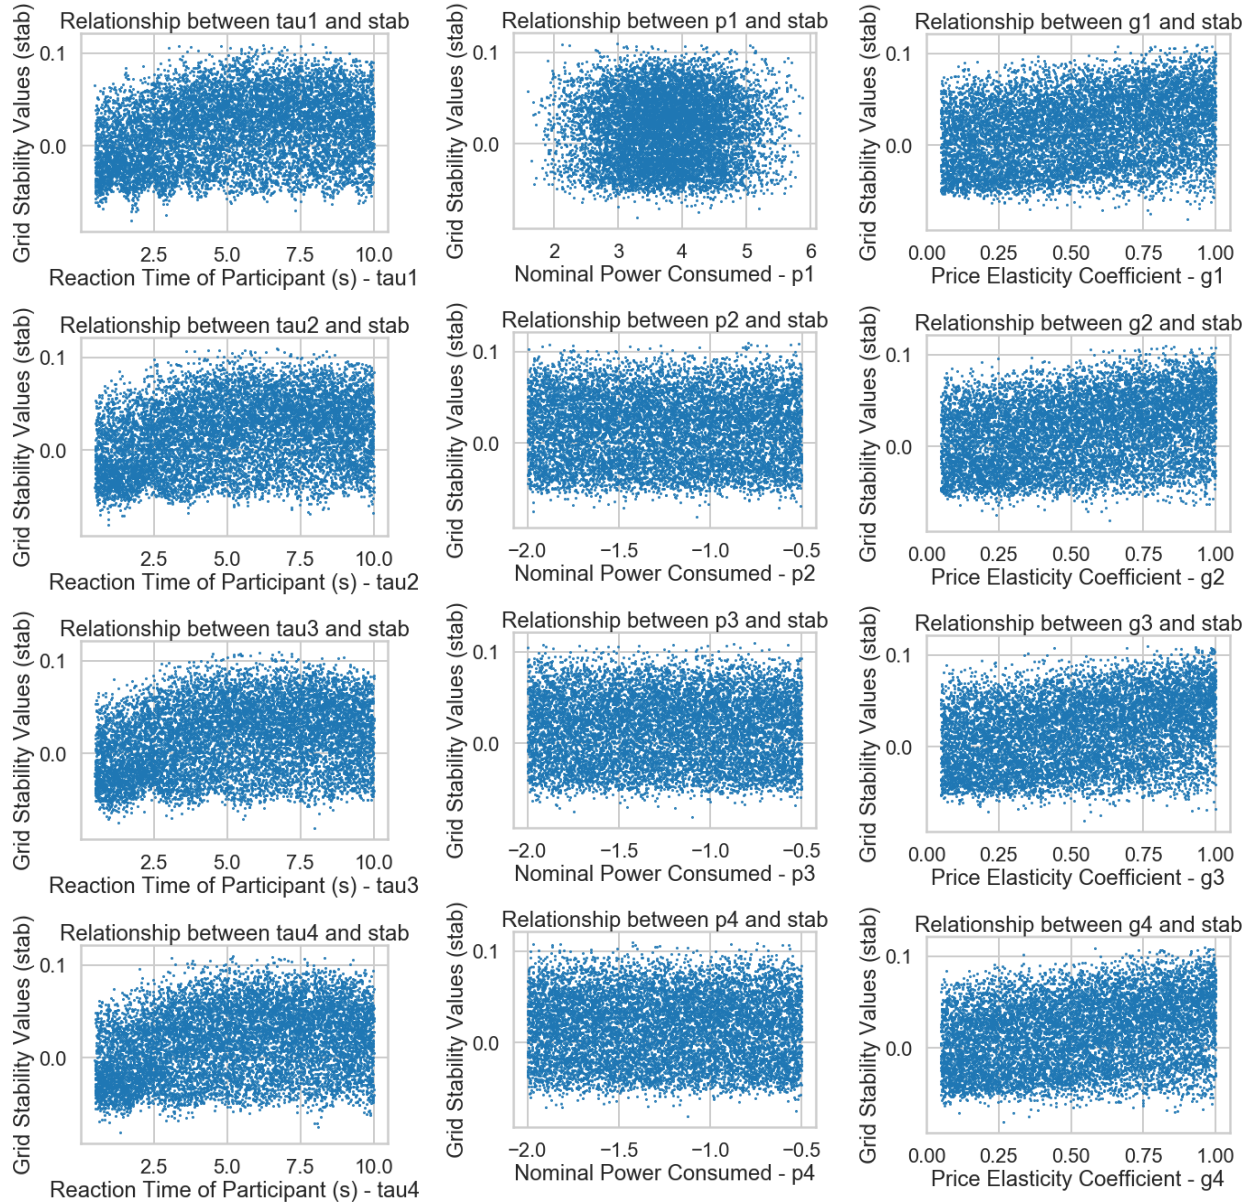 Relationship between tau1 and stab
Grid Stability Values (stab)
0.1
0.0
2.5 5.0 7.5 10.0
Reaction Time of Participant (s) - tau1
Relationship between p1 and stab
Grid Stability Values (stab)
0.1
0.0
2 3 4 5 6
Nominal Power Consumed - p1
Relationship between g1 and stab
Grid Stability Values (stab)
0.1
0.0
0.00 0.25 0.50 0.75 1.00
Price Elasticity Coefficient - g1
Relationship between tau2 and stab
Grid Stability Values (stab)
0.1
0.0
2.5 5.0 7.5 10.0
Reaction Time of Participant (s) - tau2
Relationship between p2 and stab
Grid Stability Values (stab)
0.1
0.0
−2.0 −1.5 −1.0 −0.5
Nominal Power Consumed - p2
Relationship between g2 and stab
Grid Stability Values (stab)
0.1
0.0
0.00 0.25 0.50 0.75 1.00
Price Elasticity Coefficient - g2
Relationship between tau3 and stab
Grid Stability Values (stab)
0.1
0.0
2.5 5.0 7.5 10.0
Reaction Time of Participant (s) - tau3
Relationship between p3 and stab
Grid Stability Values (stab)
0.1
0.0
−2.0 −1.5 −1.0 −0.5
Nominal Power Consumed - p3
Relationship between g3 and stab
Grid Stability Values (stab)
0.1
0.0
0.00 0.25 0.50 0.75 1.00
Price Elasticity Coefficient - g3
Relationship between tau4 and stab
Grid Stability Values (stab)
0.1
0.0
2.5 5.0 7.5 10.0
Reaction Time of Participant (s) - tau4
Relationship between p4 and stab
Grid Stability Values (stab)
0.1
0.0
−2.0 −1.5 −1.0 −0.5
Nominal Power Consumed - p4
Relationship between g4 and stab
Grid Stability Values (stab)
0.1
0.0
0.00 0.25 0.50 0.75 1.00
Price Elasticity Coefficient - g4